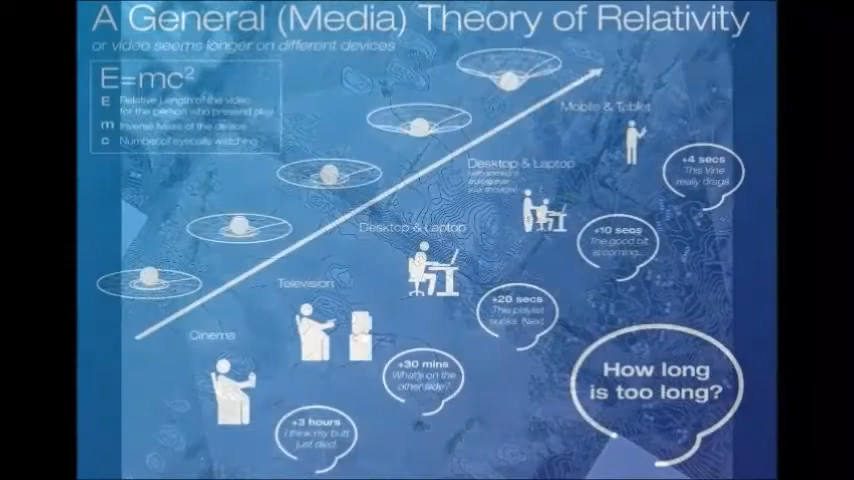 A General (Media) Theory of Relativity
or video seems longer on different devices
E=mc²
E Relative Length of the video
for the person who pressed play
m Inverse Mass of the device
c Number of eyeballs watching
Mobile & Tablet
+4 secs
This Vine
really drags
Desktop & Laptop
+10 secs
The good bit
is coming...
Desktop & Laptop
+20 secs
This playlist
sucks. Next
Television
+30 mins
What's on the
other side?
Cinema
+3 hours
I think my butt
just died
How long
is too long?